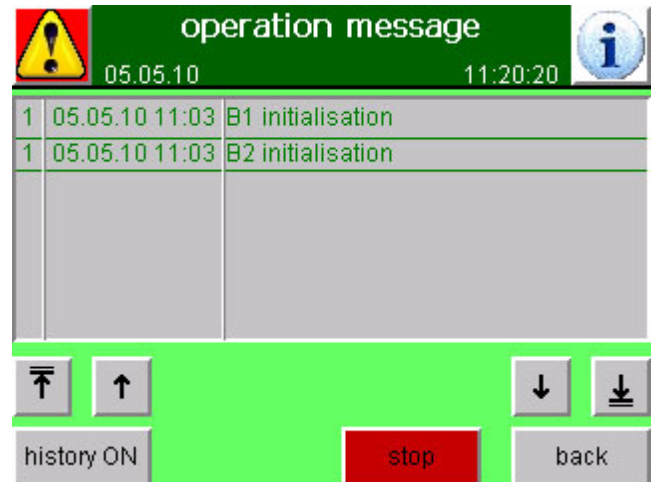 operation message
05.05.10 11:20:20
1 05.05.10 11:03 B1 initialisation
1 05.05.10 11:03 B2 initialisation
history ON stop back